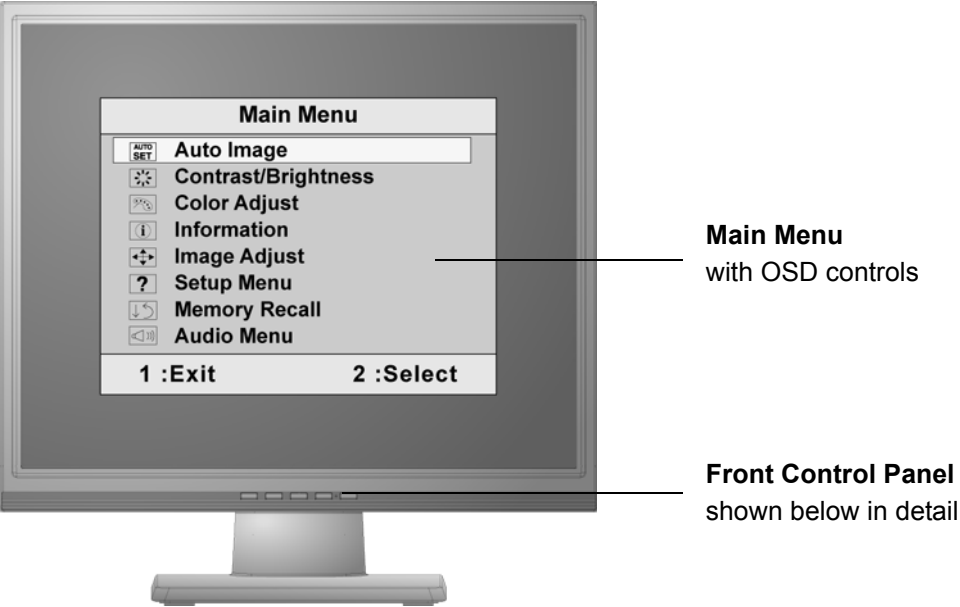 Main Menu
AUTO
SET
Auto Image
Contrast/Brightness
Color Adjust
Information
Image Adjust
? Setup Menu
Memory Recall
Audio Menu
1 :Exit 2 :Select
Main Menu
with OSD controls
Front Control Panel
shown below in detail